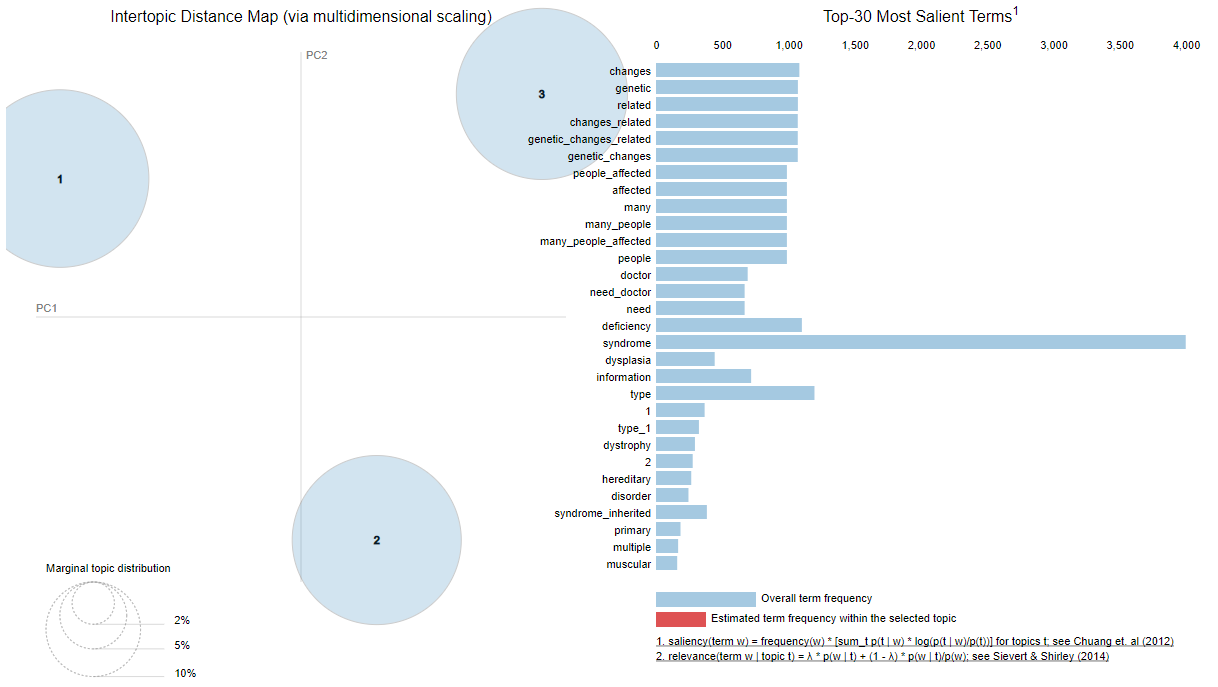 Intertopic Distance Map (via multidimensional scaling)
PC2
PC1
1
3
2
Marginal topic distribution
2%
5%
10%
Top-30 Most Salient Terms1
0 500 1,000 1,500 2,000 2,500 3,000 3,500 4,000
changes
genetic
related
changes_related
genetic_changes_related
genetic_changes
people_affected
affected
many
many_people
many_people_affected
people
doctor
need_doctor
need
deficiency
syndrome
dysplasia
information
type
1
type_1
dystrophy
2
hereditary
disorder
syndrome_inherited
primary
multiple
muscular
Overall term frequency
Estimated term frequency within the selected topic
1. saliency(term w) = frequency(w) * [sum_t p(t | w) * log(p(t | w)/p(t))] for topics t; see Chuang et. al (2012)
2. relevance(term w | topic t) = λ * p(w | t) + (1 - λ) * p(w | t)/p(w); see Sievert & Shirley (2014)